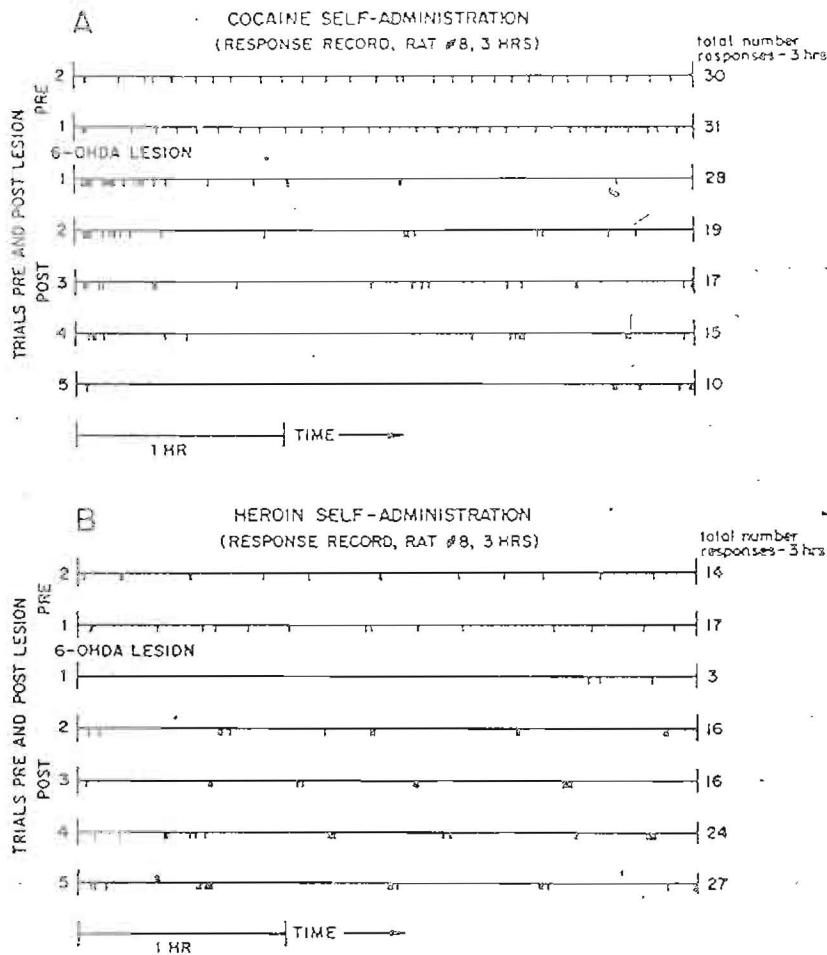 A
COCAINE SELF-ADMINISTRATION
(RESPONSE RECORD, RAT #8, 3 HRS)
total number
responses - 3 hrs
TRIALS PRE AND POST LESION
PRE
2 30
1 31
6-OHDA LESION
POST
1 28
2 19
3 17
4 15
5 10
1 HR
TIME
B
HEROIN SELF-ADMINISTRATION
(RESPONSE RECORD, RAT #8, 3 HRS)
total number
responses - 3 hrs
TRIALS PRE AND POST LESION
PRE
2 14
1 17
6-OHDA LESION
POST
1 3
2 16
3 16
4 24
5 27
1 HR
TIME